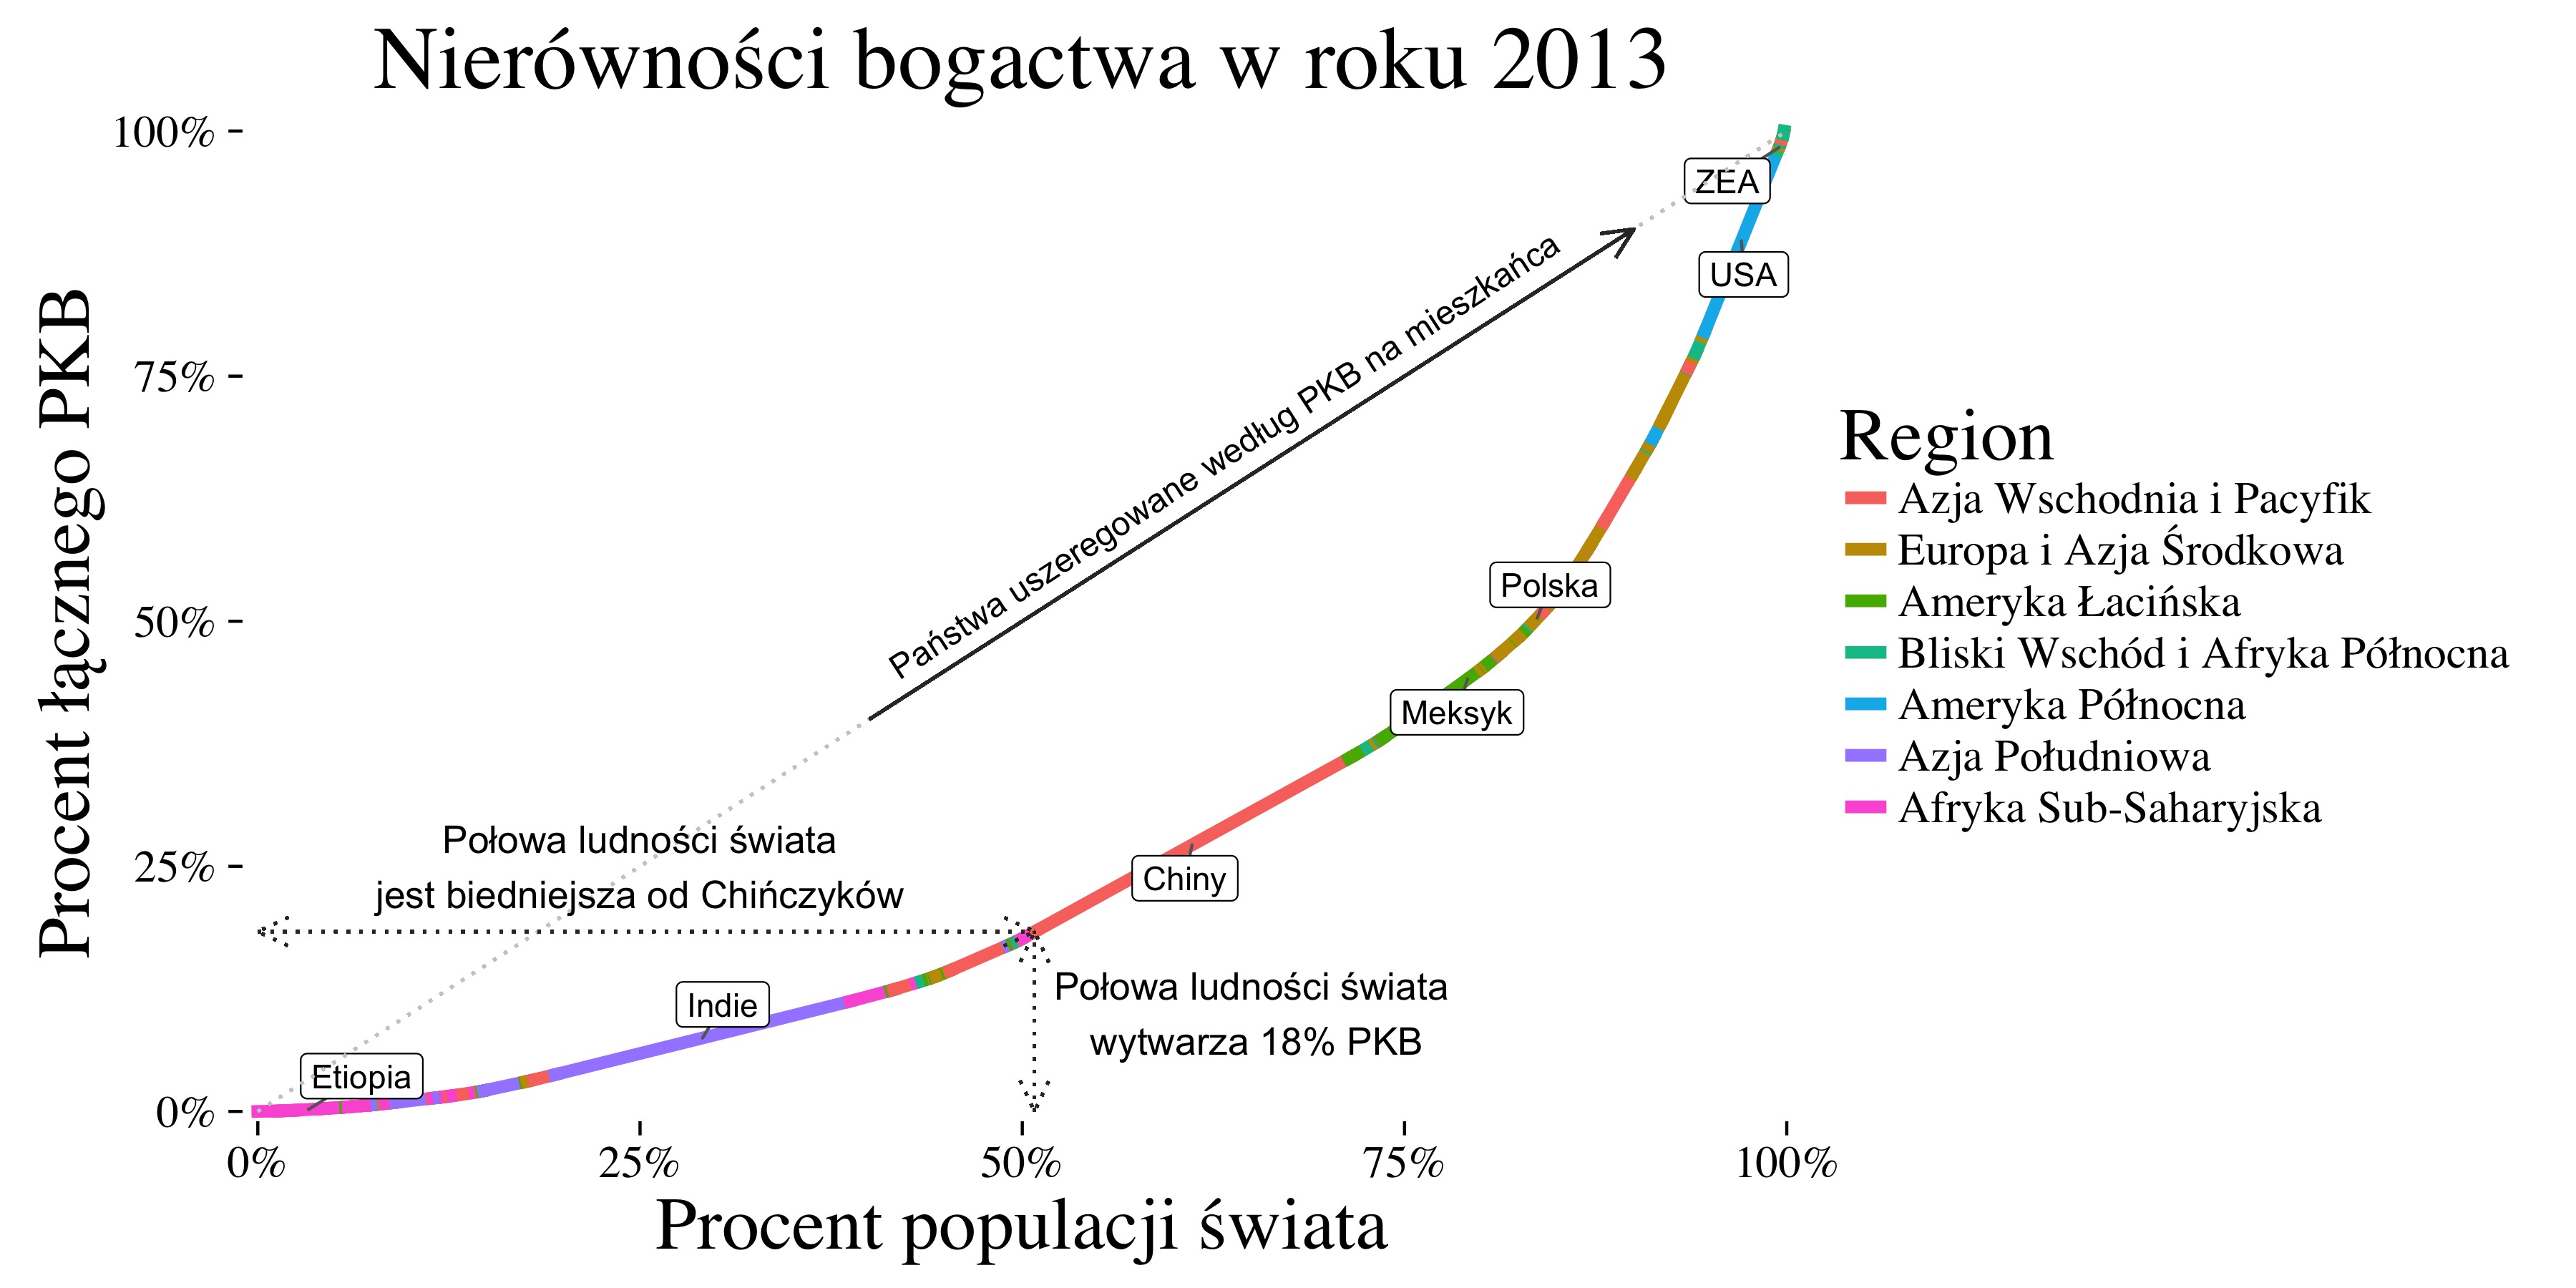 Nierówności bogactwa w roku 2013
Procent łącznego PKB
100%
75%
50%
25%
0%
ZEA
USA
Państwa uszeregowane według PKB na mieszkańca
Polska
Meksyk
Chiny
Połowa ludności świata
jest biedniejsza od Chińczyków
Indie
Połowa ludności świata
wytwarza 18% PKB
Etiopia
0%
25%
50%
75%
100%
Procent populacji świata
Region
Azja Wschodnia i Pacyfik
Europa i Azja Środkowa
Ameryka Łacińska
Bliski Wschód i Afryka Północna
Ameryka Północna
Azja Południowa
Afryka Sub-Saharyjska